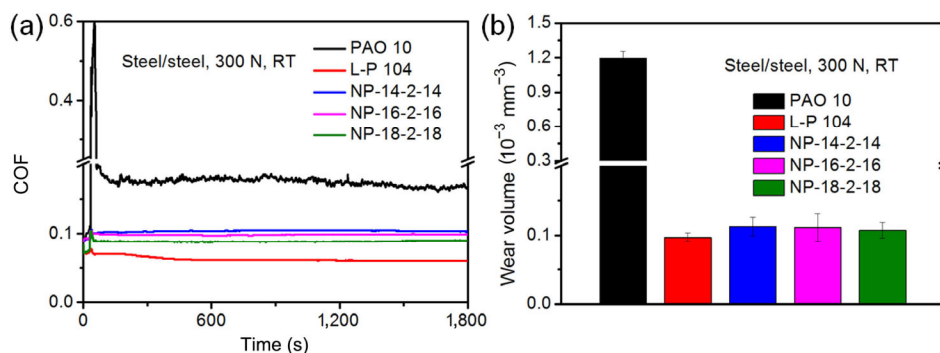 (a)
0.6
0.4
0.1
0.0
COF
Steel/steel, 300 N, RT
PAO 10
L-P 104
NP-14-2-14
NP-16-2-16
NP-18-2-18
0 600 1,200 1,800
Time (s)
(b)
1.5
1.2
0.9
0.6
0.3
0.1
0.0
Wear volume (10⁻³ mm⁻³)
Steel/steel, 300 N, RT
PAO 10
L-P 104
NP-14-2-14
NP-16-2-16
NP-18-2-18